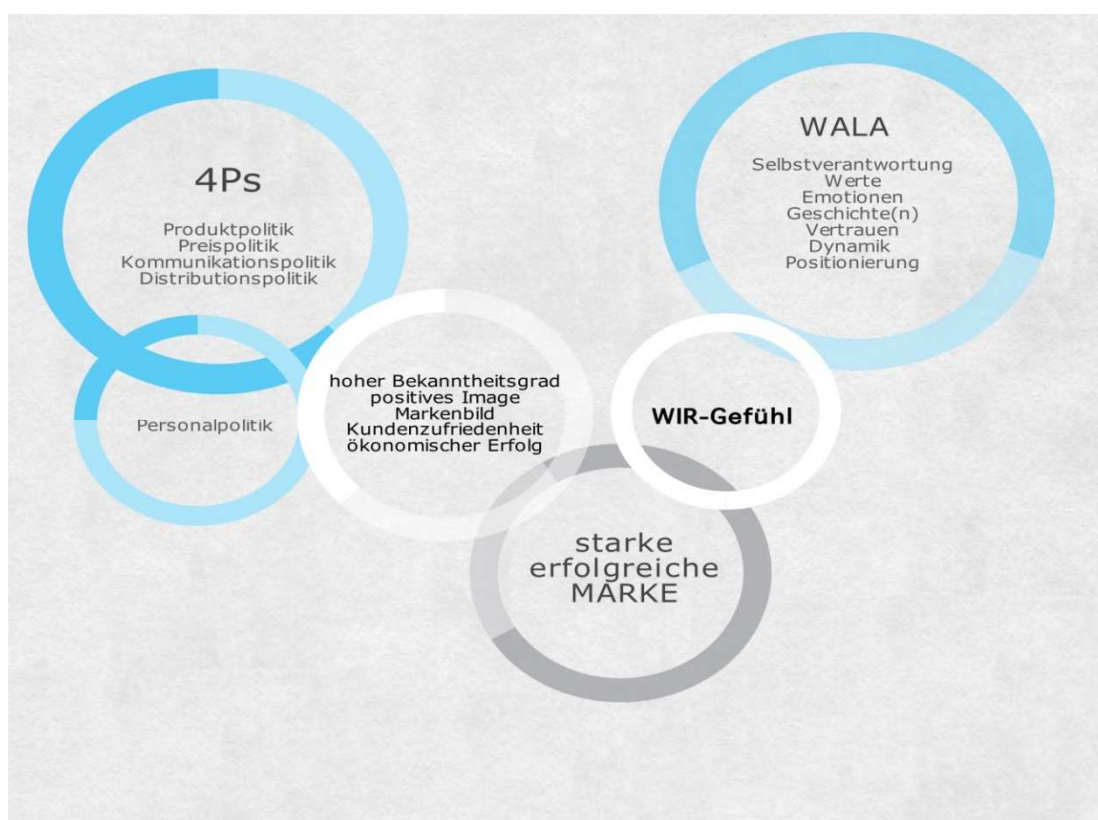 4Ps
Produktpolitik
Preispolitik
Kommunikationspolitik
Distributionspolitik
Personalpolitik
hoher Bekanntheitsgrad
positives Image
Markenbild
Kundenzufriedenheit
ökonomischer Erfolg
WALA
Selbstverantwortung
Werte
Emotionen
Geschichte(n)
Vertrauen
Dynamik
Positionierung
WIR-Gefühl
starke
erfolgreiche
MARKE